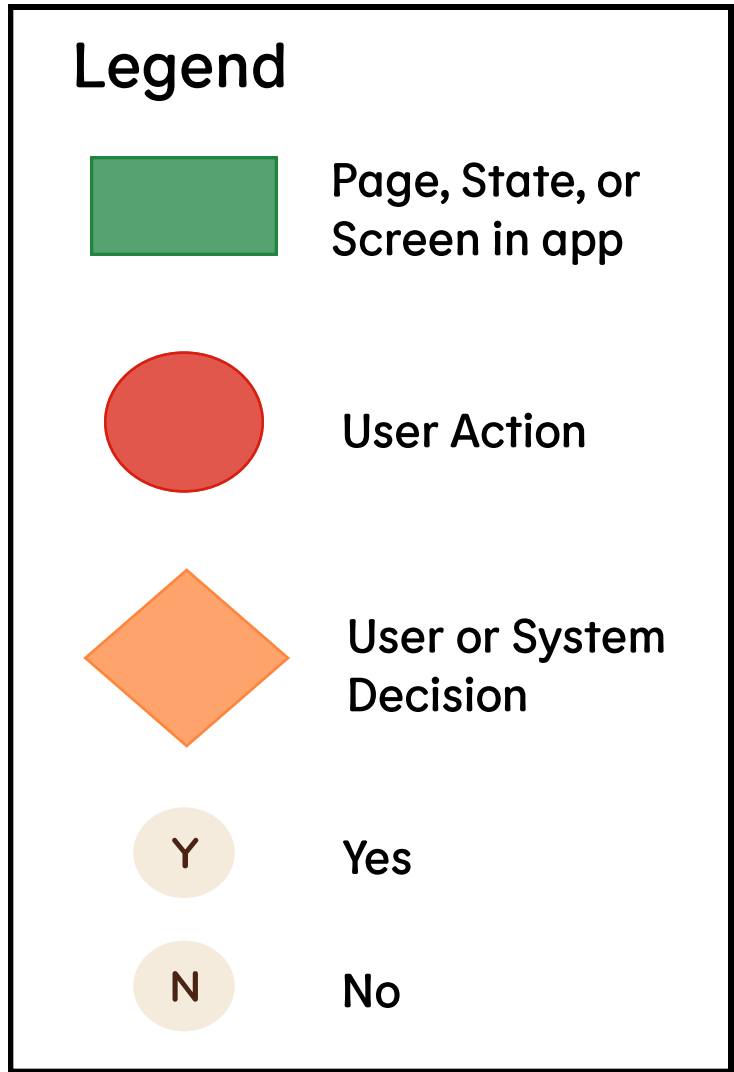 Legend
Page, State, or
Screen in app
User Action
User or System
Decision
Y
Yes
N
No